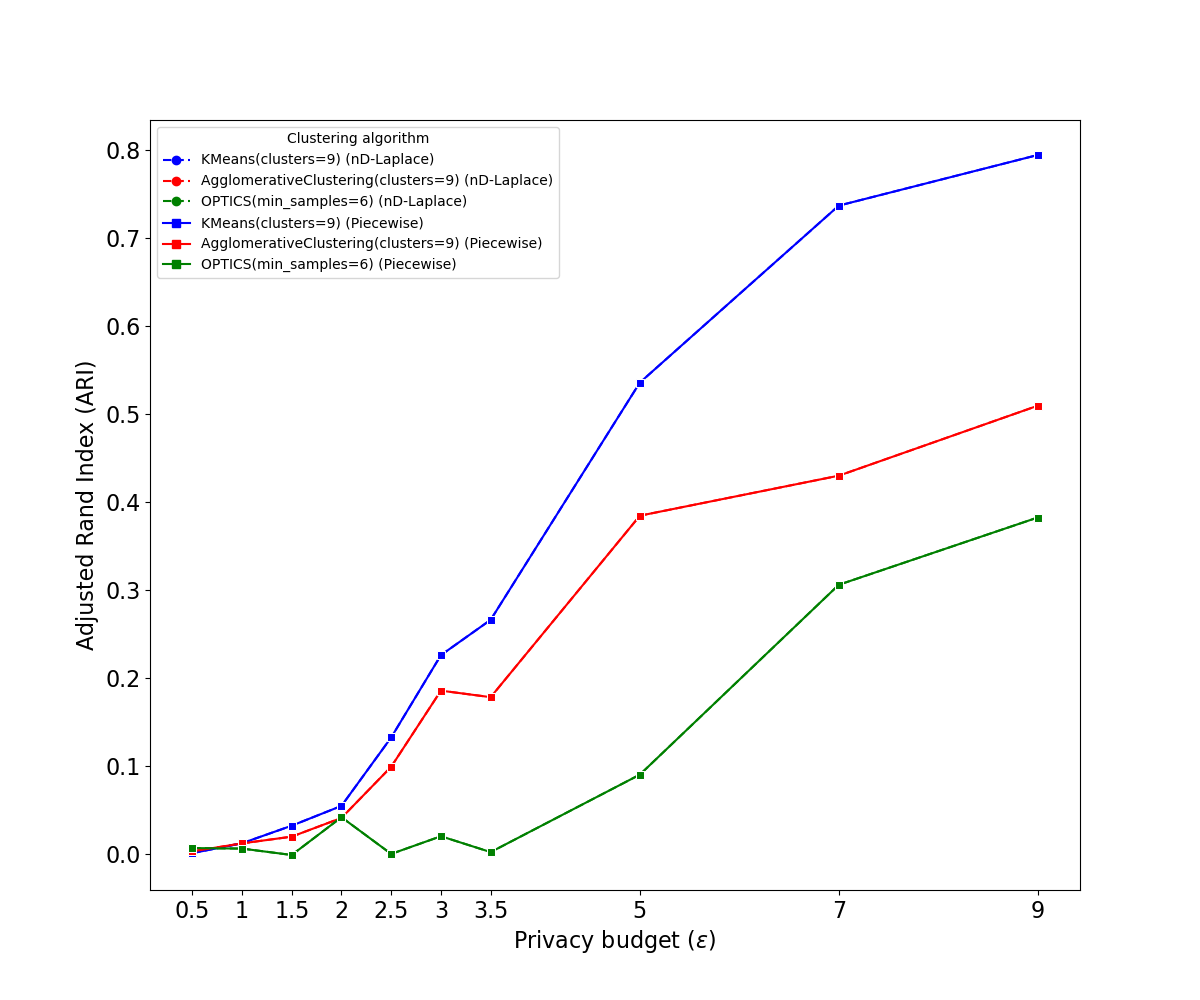 Clustering algorithm
KMeans(clusters=9) (nD-Laplace)
AgglomerativeClustering(clusters=9) (nD-Laplace)
OPTICS(min_samples=6) (nD-Laplace)
KMeans(clusters=9) (Piecewise)
AgglomerativeClustering(clusters=9) (Piecewise)
OPTICS(min_samples=6) (Piecewise)
0.8
0.7
0.6
0.5
0.4
0.3
0.2
0.1
0.0
Adjusted Rand Index (ARI)
0.5 1 1.5 2 2.5 3 3.5 5 7 9
Privacy budget (ε)